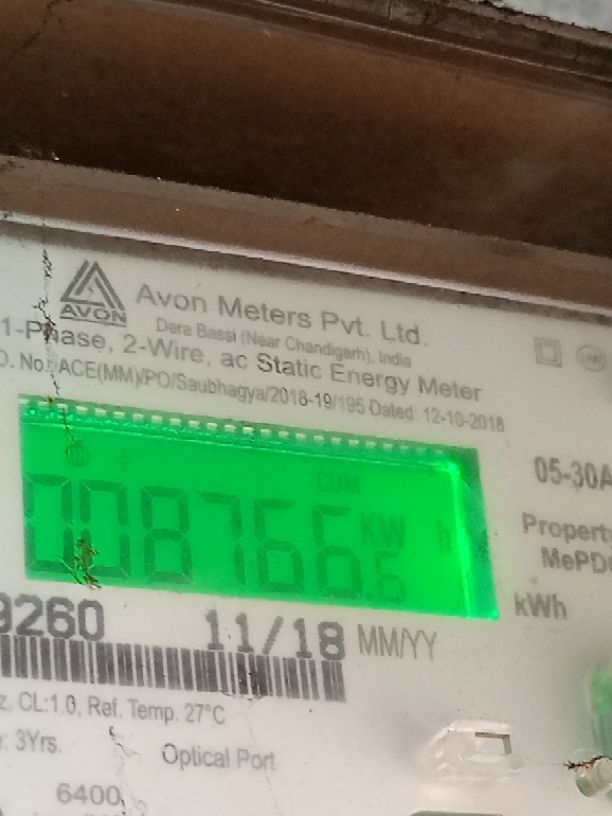 AVON
Avon Meters Pvt. Ltd.
Dera Bassi (Near Chandigarh), India
1-Phase, 2-Wire, ac Static Energy Meter
No: ACE(MM)/PO/Saubhagya/2018-19/195 Dated: 12-10-2018
05-30A
CUM
008766.6 KW h
kWh
9260 11/18 MM/YY
CL:1.0, Ref. Temp. 27°C
3Yrs. Optical Port
6400